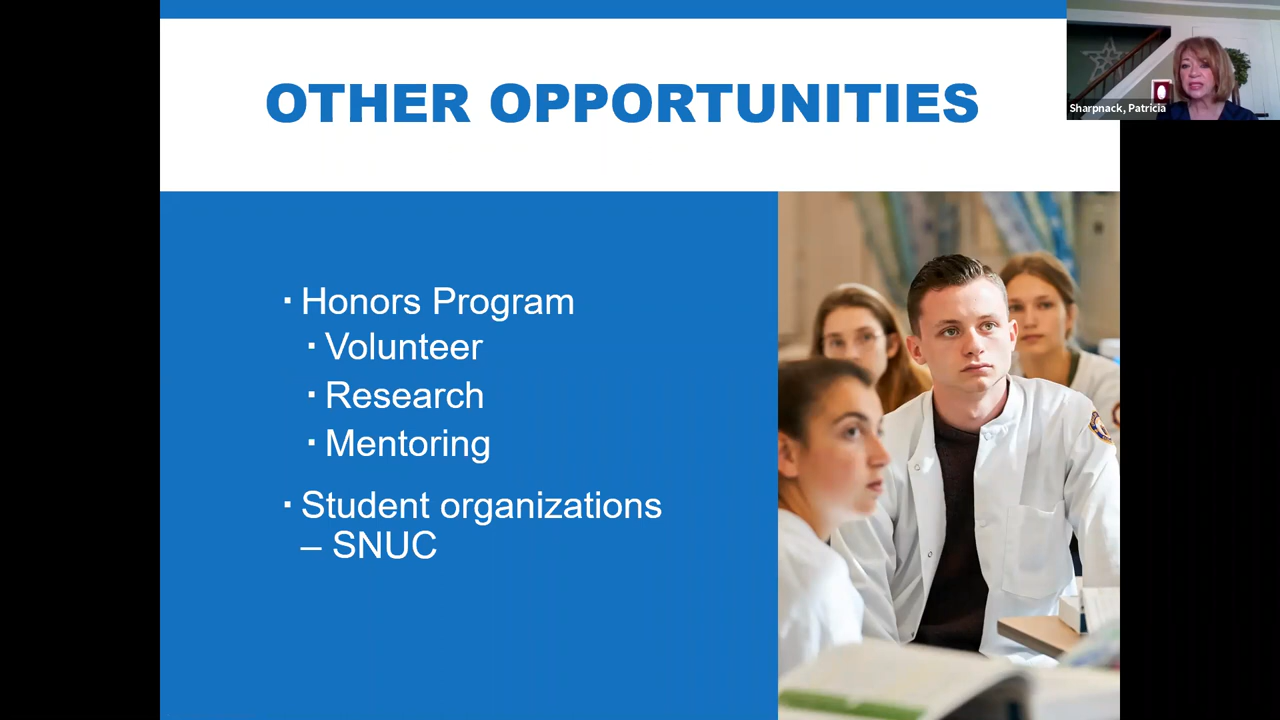 OTHER OPPORTUNITIES
Sharpnack, Patricia
▪ Honors Program
▪ Volunteer
▪ Research
▪ Mentoring
▪ Student organizations
– SNUC